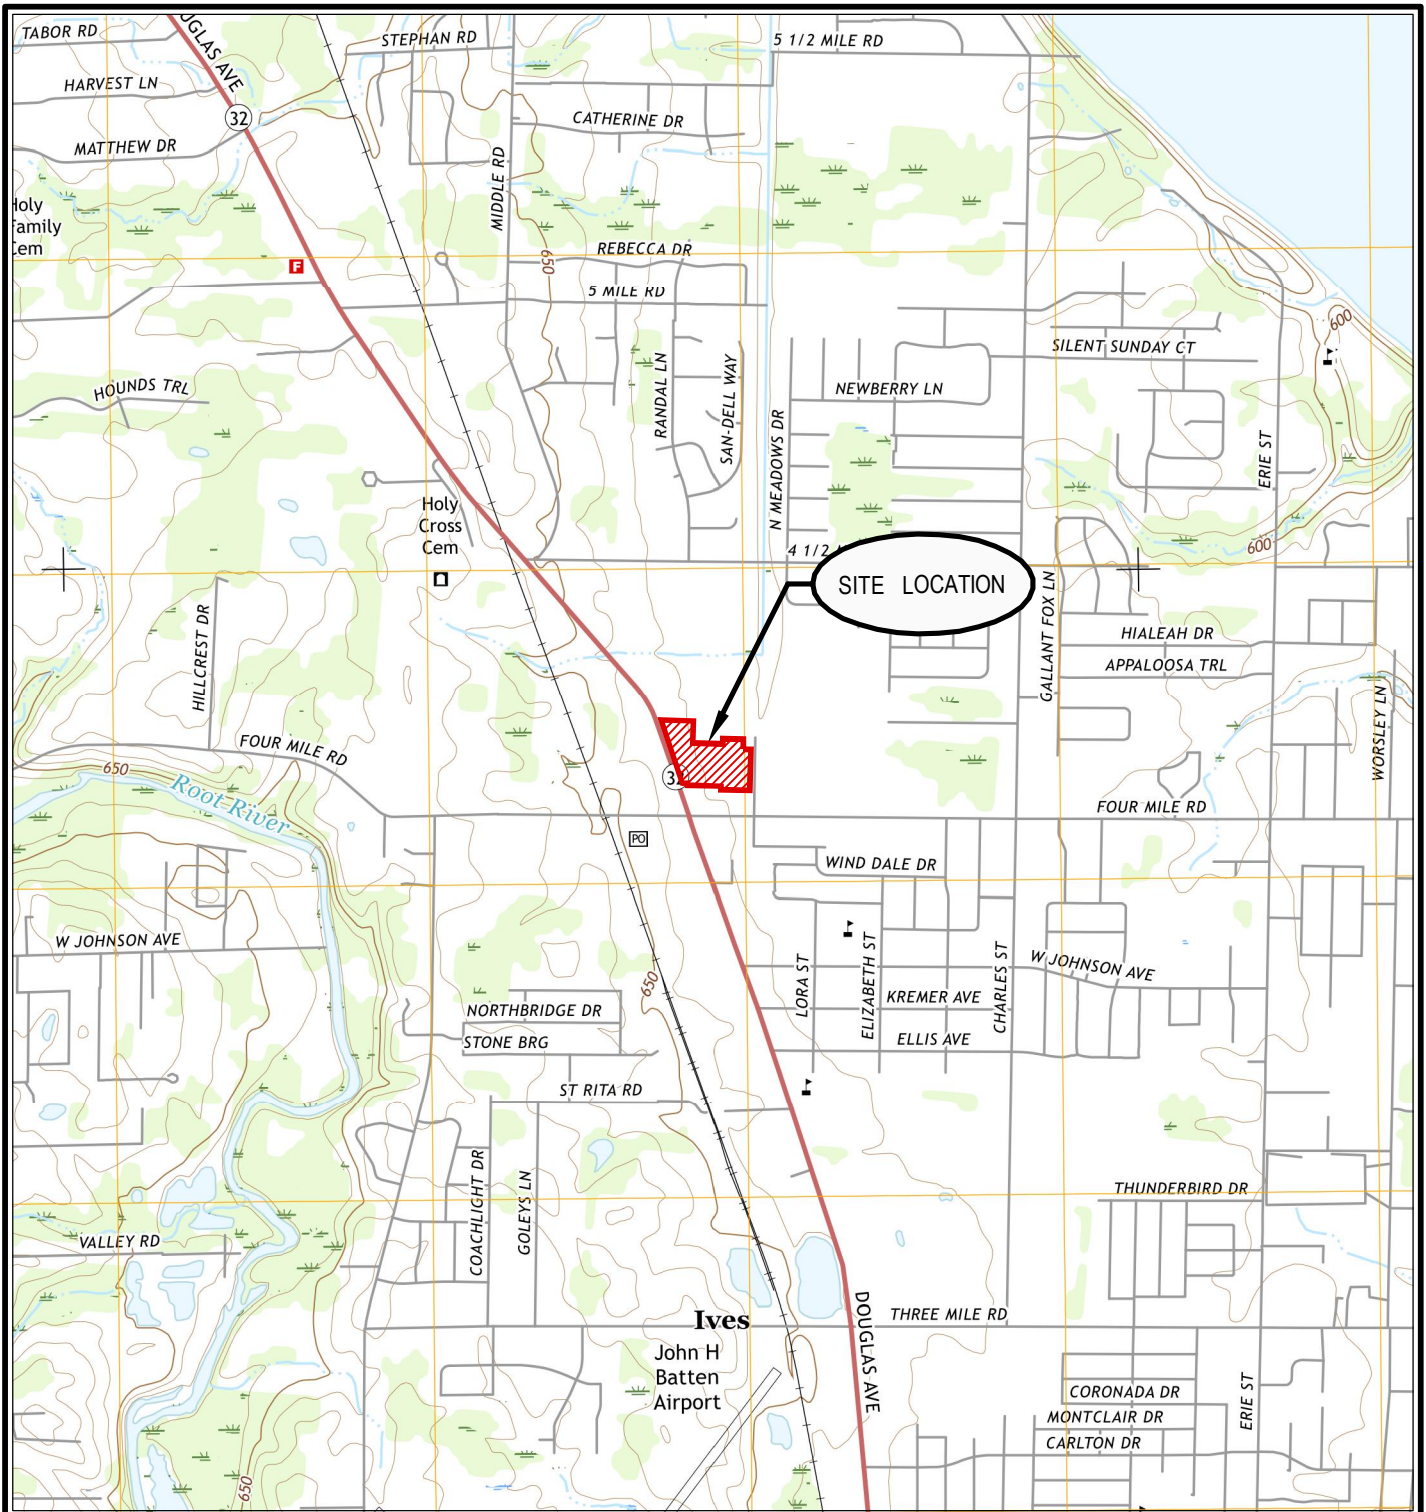 TABOR RD
UGLAS AVE
STEPHAN RD
5 1/2 MILE RD
HARVEST LN
32
CATHERINE DR
MATTHEW DR
MIDDLE RD
Holy
Family
Cem
REBECCA DR
650
F
5 MILE RD
600
SILENT SUNDAY CT
HOUNDS TRL
RANDAL LN
SAN-DELL WAY
NEWBERRY LN
N MEADOWS DR
ERIE ST
Holy
Cross
Cem
600
4 1/2
SITE LOCATION
HILLCREST DR
GALLANT FOX LN
HIALEAH DR
APPALOOSA TRL
WORSLEY LN
FOUR MILE RD
650
32
Root River
FOUR MILE RD
PO
WIND DALE DR
W JOHNSON AVE
LORA ST
ELIZABETH ST
CHARLES ST
W JOHNSON AVE
650
KREMER AVE
NORTHBRIDGE DR
STONE BRG
ELLIS AVE
ST RITA RD
COACHLIGHT DR
GOLEYS LN
THUNDERBIRD DR
VALLEY RD
Ives
DOUGLAS AVE
THREE MILE RD
John H
Batten
Airport
CORONADA DR
ERIE ST
MONTCLAIR DR
CARLTON DR
650